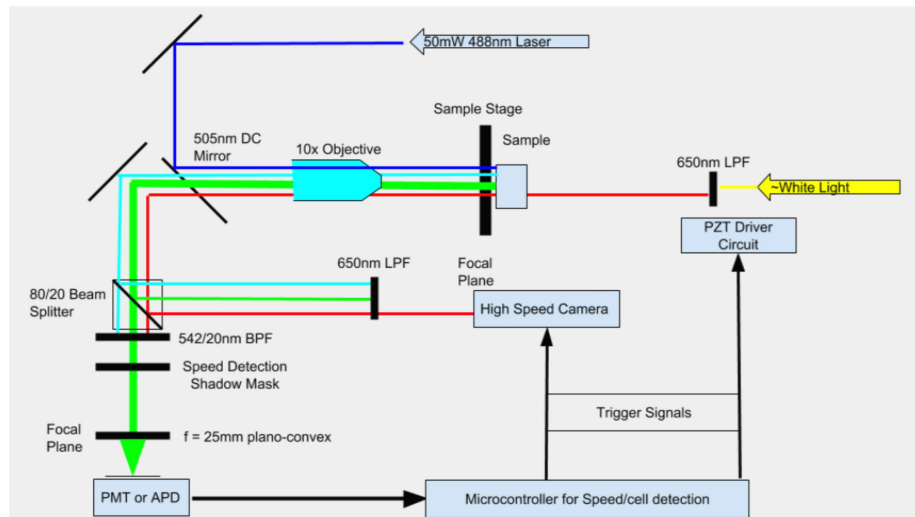 50mW 488nm Laser
Sample Stage
505nm DC
Mirror
10x Objective
Sample
650nm LPF
~White Light
PZT Driver
Circuit
650nm LPF
Focal
Plane
80/20 Beam
Splitter
High Speed Camera
542/20nm BPF
Speed Detection
Shadow Mask
Trigger Signals
Focal
Plane
f = 25mm plano-convex
PMT or APD
Microcontroller for Speed/cell detection